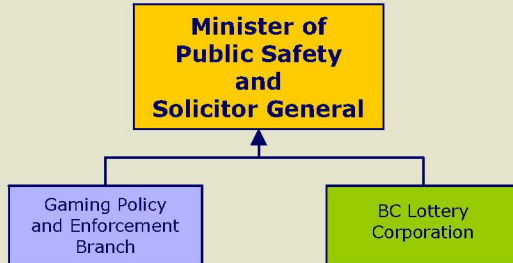 Minister of
Public Safety
and
Solicitor General
Gaming Policy
and Enforcement
Branch
BC Lottery
Corporation